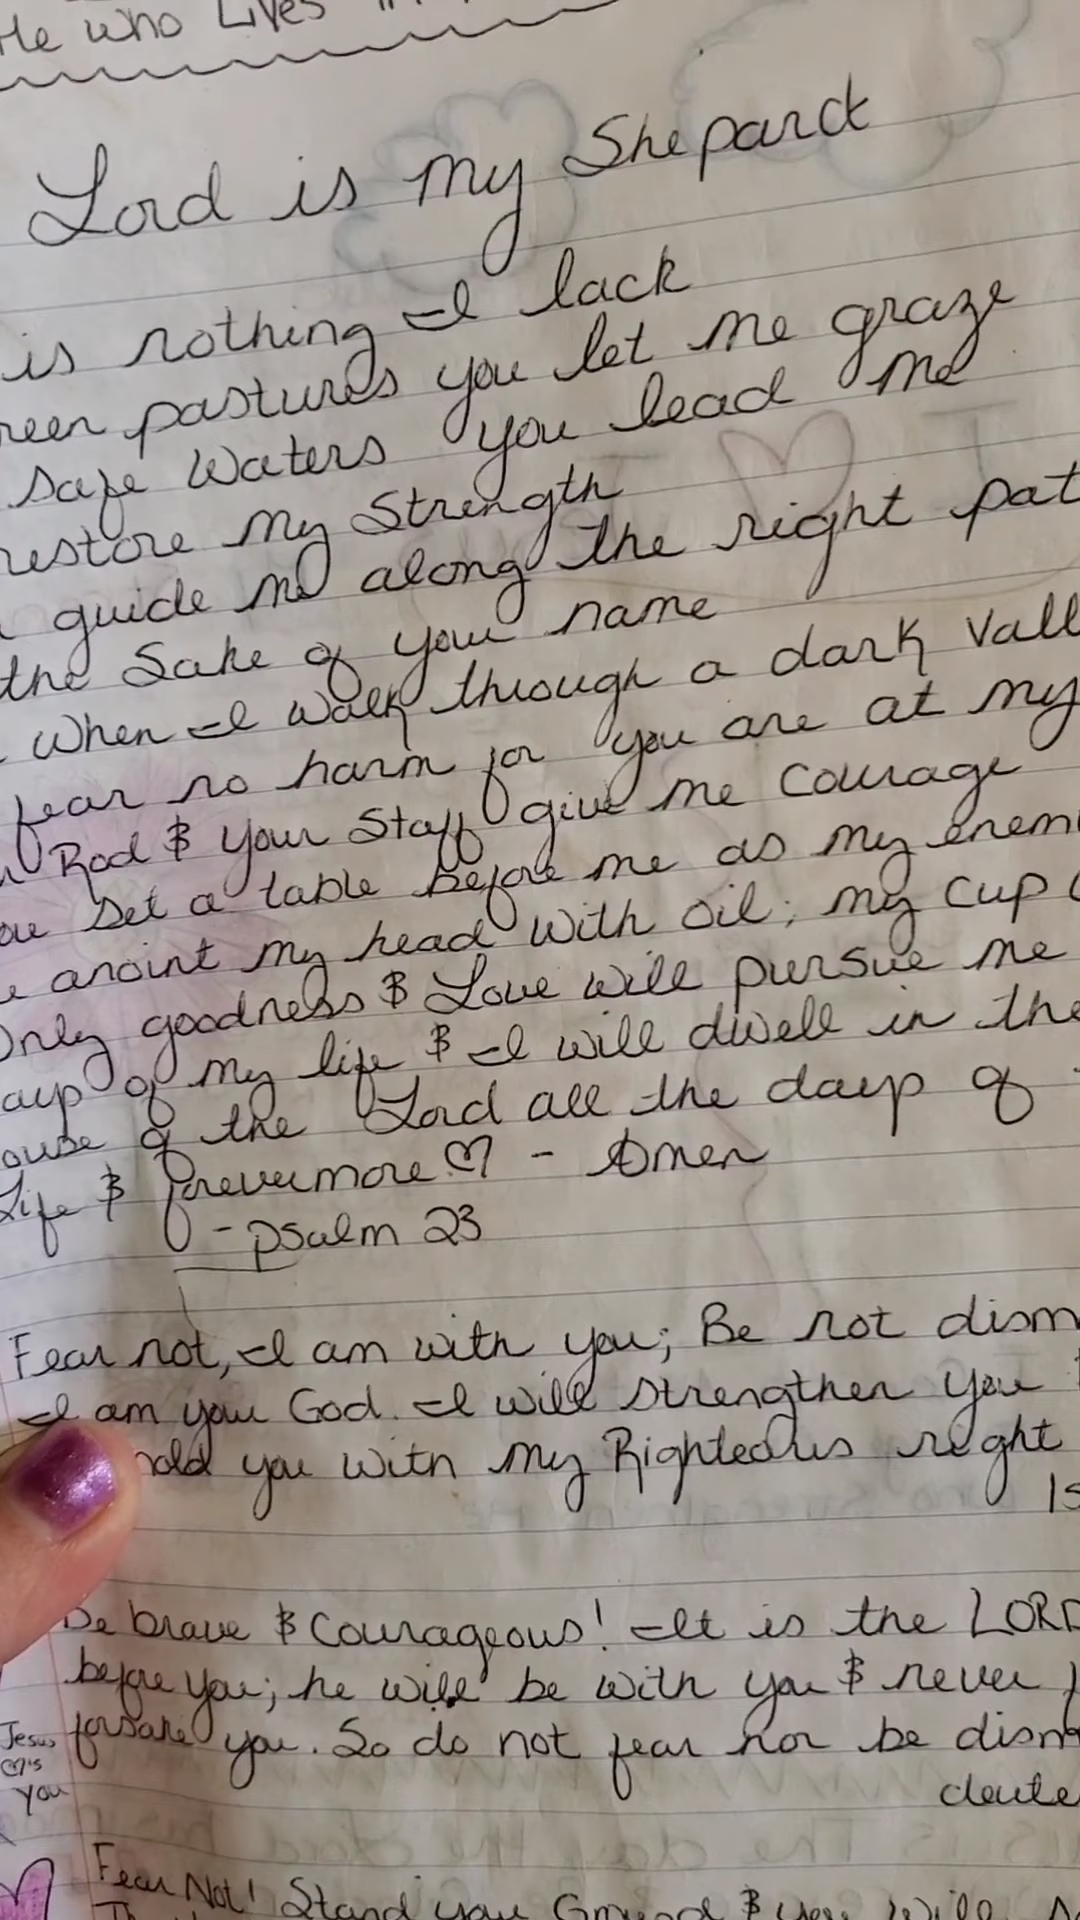 He who Lives in
Lord is my Shepard
is nothing I lack
reen pastures you let me graze
safe Waters you lead me
restore my Strength
guide me along the right pat
the Sake of your name
When I walk through a dark Vall
fear no harm for you are at my
Rod & your Staff give me Courage
ou set a table before me as my enem
anoint my head with oil; my cup
Only goodness & Love will pursue me
ays of my life & I will dwell in the
ouse of the Lord all the days of
Life & forevermore ♡ - Amen
- psalm 23
Fear not, I am with you; Be not dism
I am your God. I will strengthen you
hold you with my Righteous right
Is
Be brave & Courageous! It is the LORD
before you; he will be with you & never
forsake you. So do not fear nor be dism
deute
Jesus
♡'s
you
Fear Not! Stand your Ground & you will